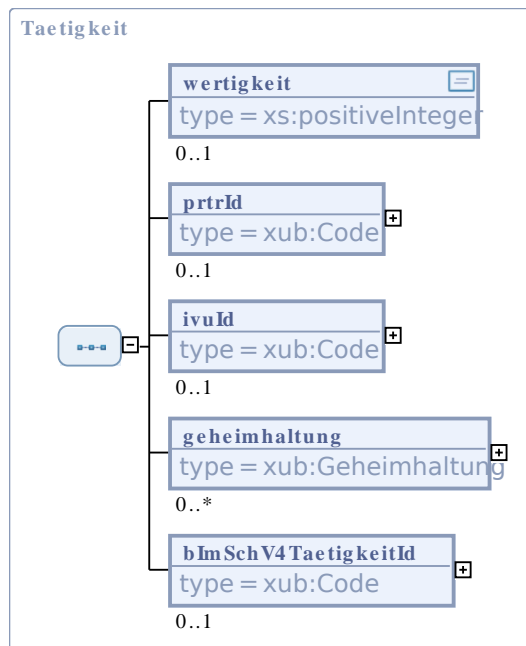 Taetigkeit
wertigkeit
type = xs:positiveInteger
0..1
prtrId
type = xub:Code
0..1
ivuId
type = xub:Code
0..1
geheimhaltung
type = xub:Geheimhaltung
0..*
bImSchV4TaetigkeitId
type = xub:Code
0..1